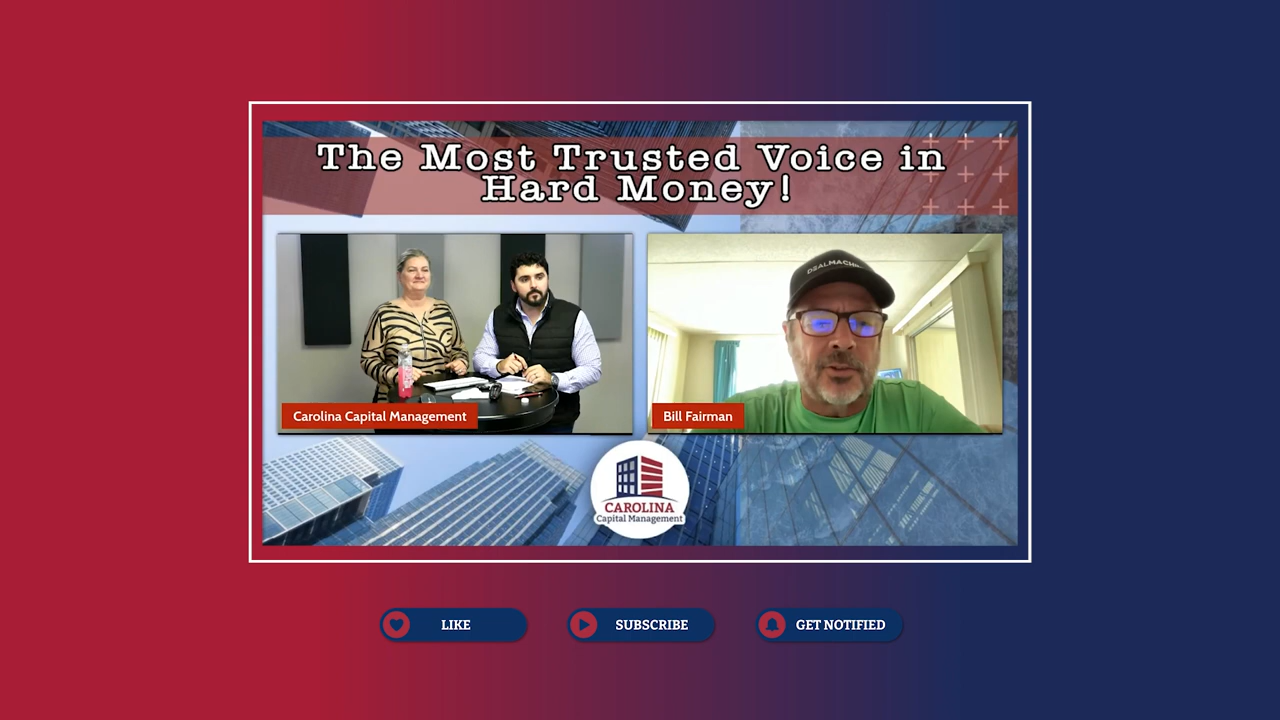 The Most Trusted Voice in
Hard Money!
DEALMACHINE
Carolina Capital Management
Bill Fairman
CAROLINA
Capital Management
LIKE
SUBSCRIBE
GET NOTIFIED